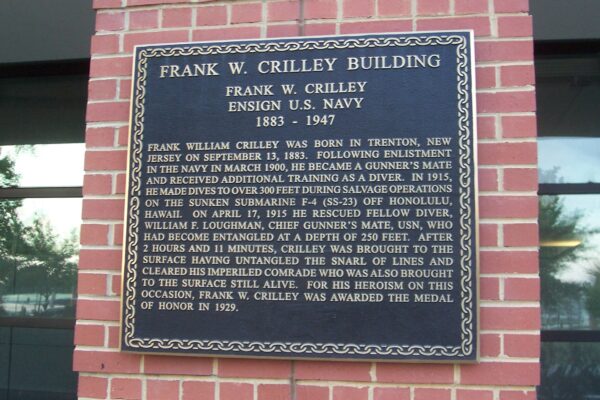 FRANK W. CRILLEY BUILDING
FRANK W. CRILLEY
ENSIGN U.S. NAVY
1883 - 1947
FRANK WILLIAM CRILLEY WAS BORN IN TRENTON, NEW
JERSEY ON SEPTEMBER 13, 1883. FOLLOWING ENLISTMENT
IN THE NAVY IN MARCH 1900, HE BECAME A GUNNER'S MATE
AND RECEIVED ADDITIONAL TRAINING AS A DIVER. IN 1915,
HE MADE DIVES TO OVER 300 FEET DURING SALVAGE OPERATIONS
ON THE SUNKEN SUBMARINE F-4 (SS-23) OFF HONOLULU,
HAWAII. ON APRIL 17, 1915 HE RESCUED FELLOW DIVER,
WILLIAM F. LOUGHMAN, CHIEF GUNNER'S MATE, USN, WHO
HAD BECOME ENTANGLED AT A DEPTH OF 250 FEET. AFTER
2 HOURS AND 11 MINUTES, CRILLEY WAS BROUGHT TO THE
SURFACE HAVING UNTANGLED THE SNARL OF LINES AND
CLEARED HIS IMPERILED COMRADE WHO WAS ALSO BROUGHT
TO THE SURFACE STILL ALIVE. FOR HIS HEROISM ON THIS
OCCASION, FRANK W. CRILLEY WAS AWARDED THE MEDAL
OF HONOR IN 1929.